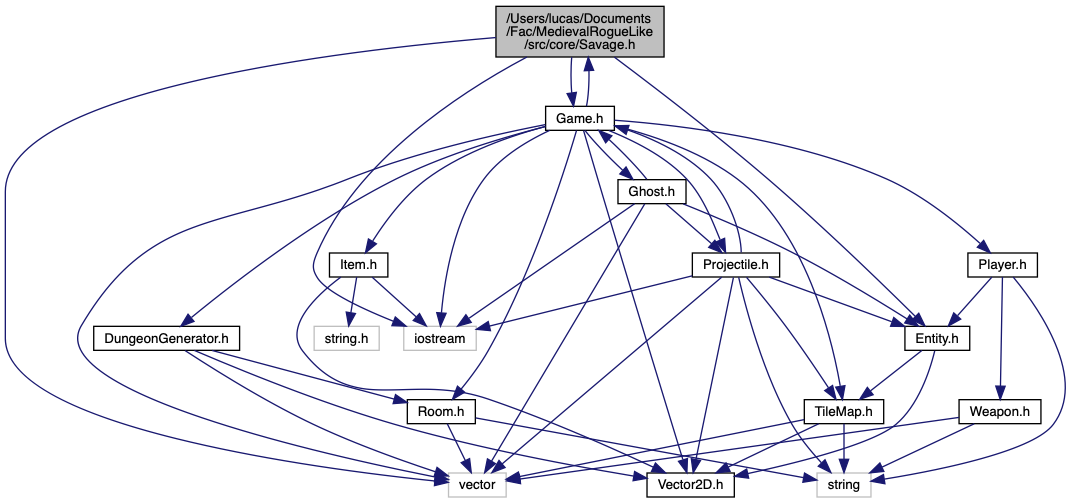 /Users/lucas/Documents
/Fac/MedievalRogueLike
/src/core/Savage.h
Game.h
Ghost.h
Item.h
Projectile.h
Player.h
DungeonGenerator.h
string.h
iostream
Entity.h
Room.h
TileMap.h
Weapon.h
vector
Vector2D.h
string